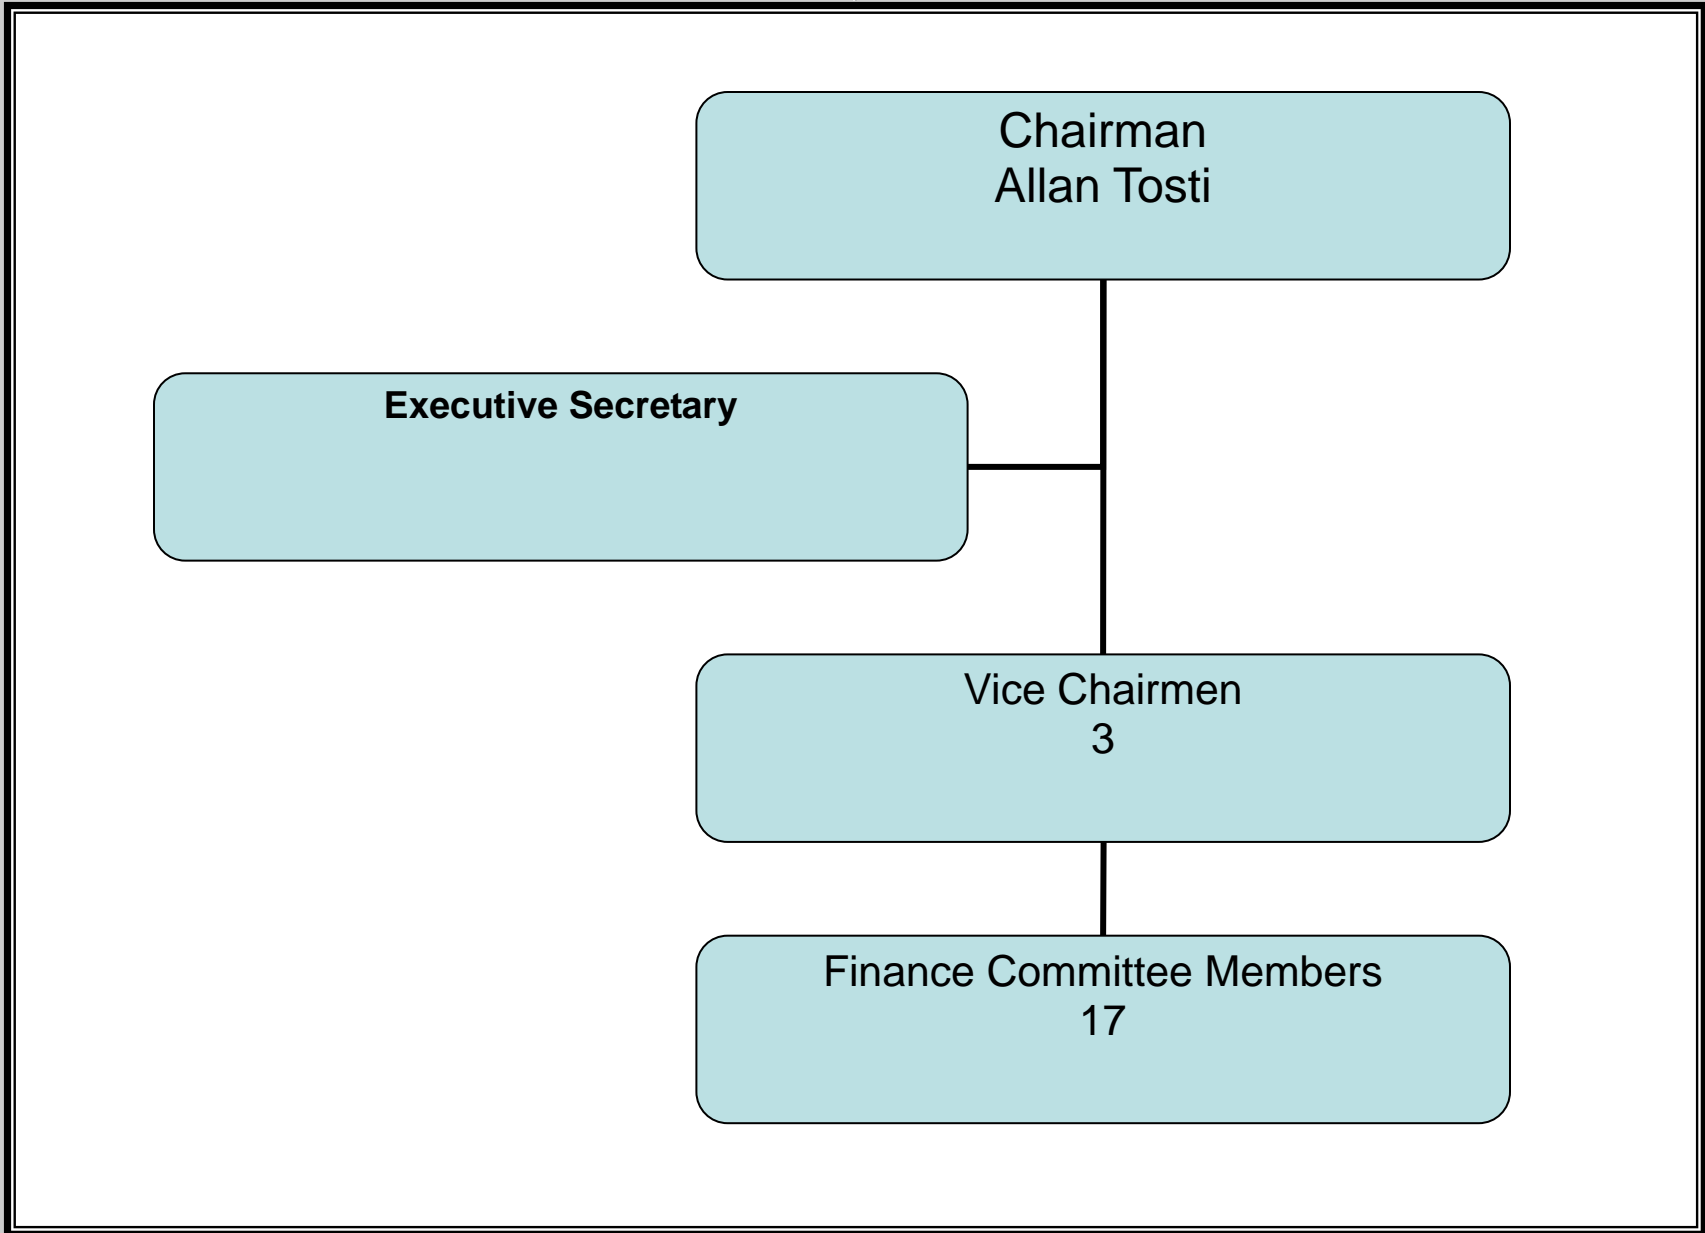 Chairman
Allan Tosti
Executive Secretary
Vice Chairmen
3
Finance Committee Members
17